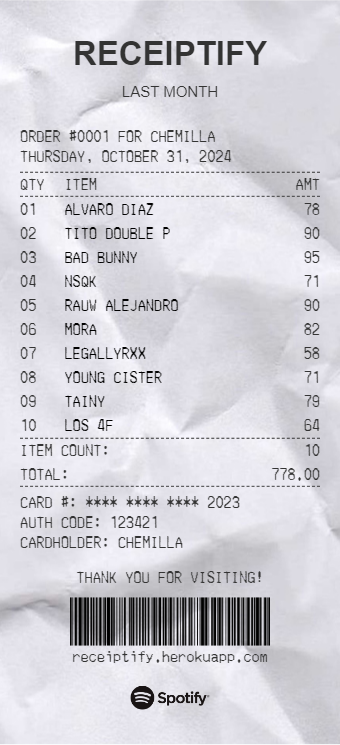 RECEIPTIFY
LAST MONTH
ORDER #0001 FOR CHEMILLA
THURSDAY, OCTOBER 31, 2024
QTY ITEM AMT
01 ALVARO DIAZ 78
02 TITO DOUBLE P 90
03 BAD BUNNY 95
04 NSQK 71
05 RAUW ALEJANDRO 90
06 MORA 82
07 LEGALLYRXX 58
08 YOUNG CISTER 71
09 TAINY 79
10 LOS 4F 64
ITEM COUNT: 10
TOTAL: 778.00
CARD #: **** **** **** 2023
AUTH CODE: 123421
CARDHOLDER: CHEMILLA
THANK YOU FOR VISITING!
receiptify.herokuapp.com
Spotify